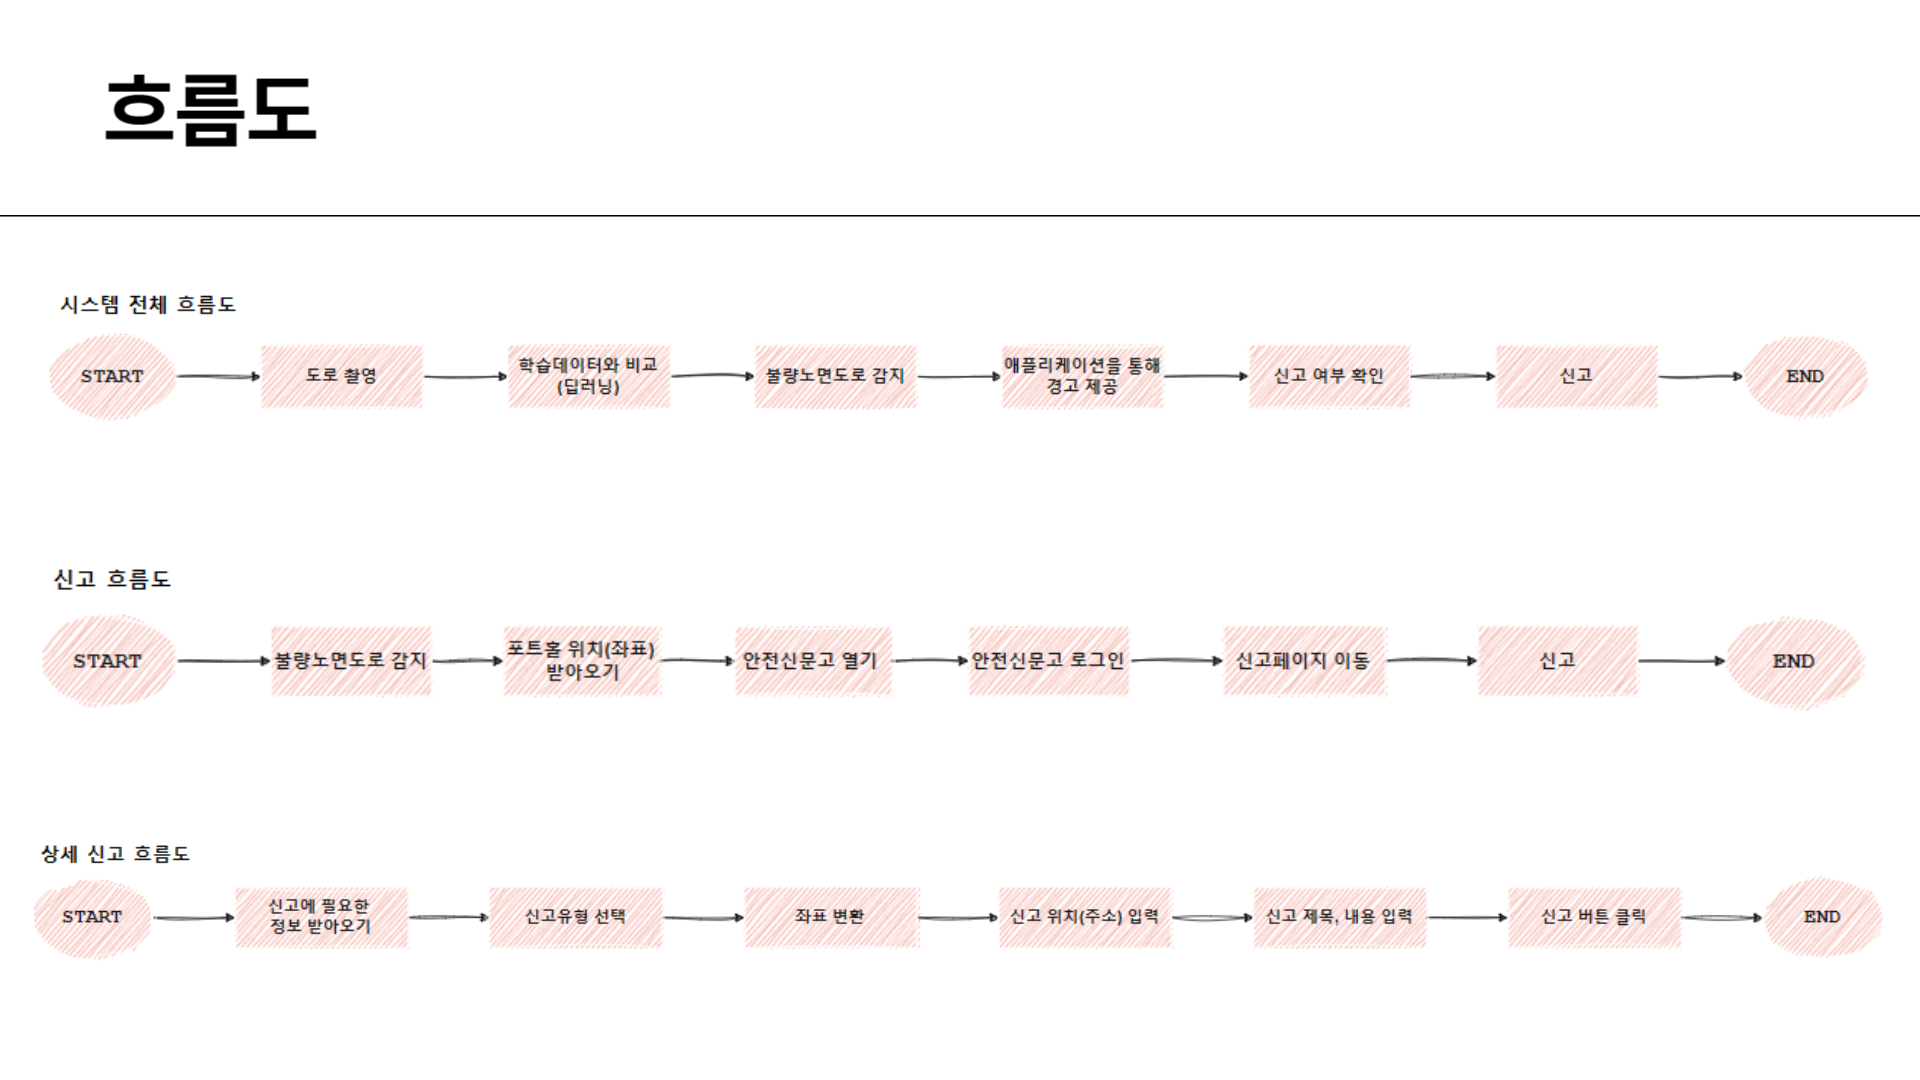 흐름도
시스템 전체 흐름도
START
도로 촬영
학습데이터와 비교
(딥러닝)
불량노면도로 감지
애플리케이션을 통해
경고 제공
신고 여부 확인
신고
END
신고 흐름도
START
불량노면도로 감지
포트홀 위치(좌표)
받아오기
안전신문고 열기
안전신문고 로그인
신고페이지 이동
신고
END
상세 신고 흐름도
START
신고에 필요한
정보 받아오기
신고유형 선택
좌표 변환
신고 위치(주소) 입력
신고 제목, 내용 입력
신고 버튼 클릭
END